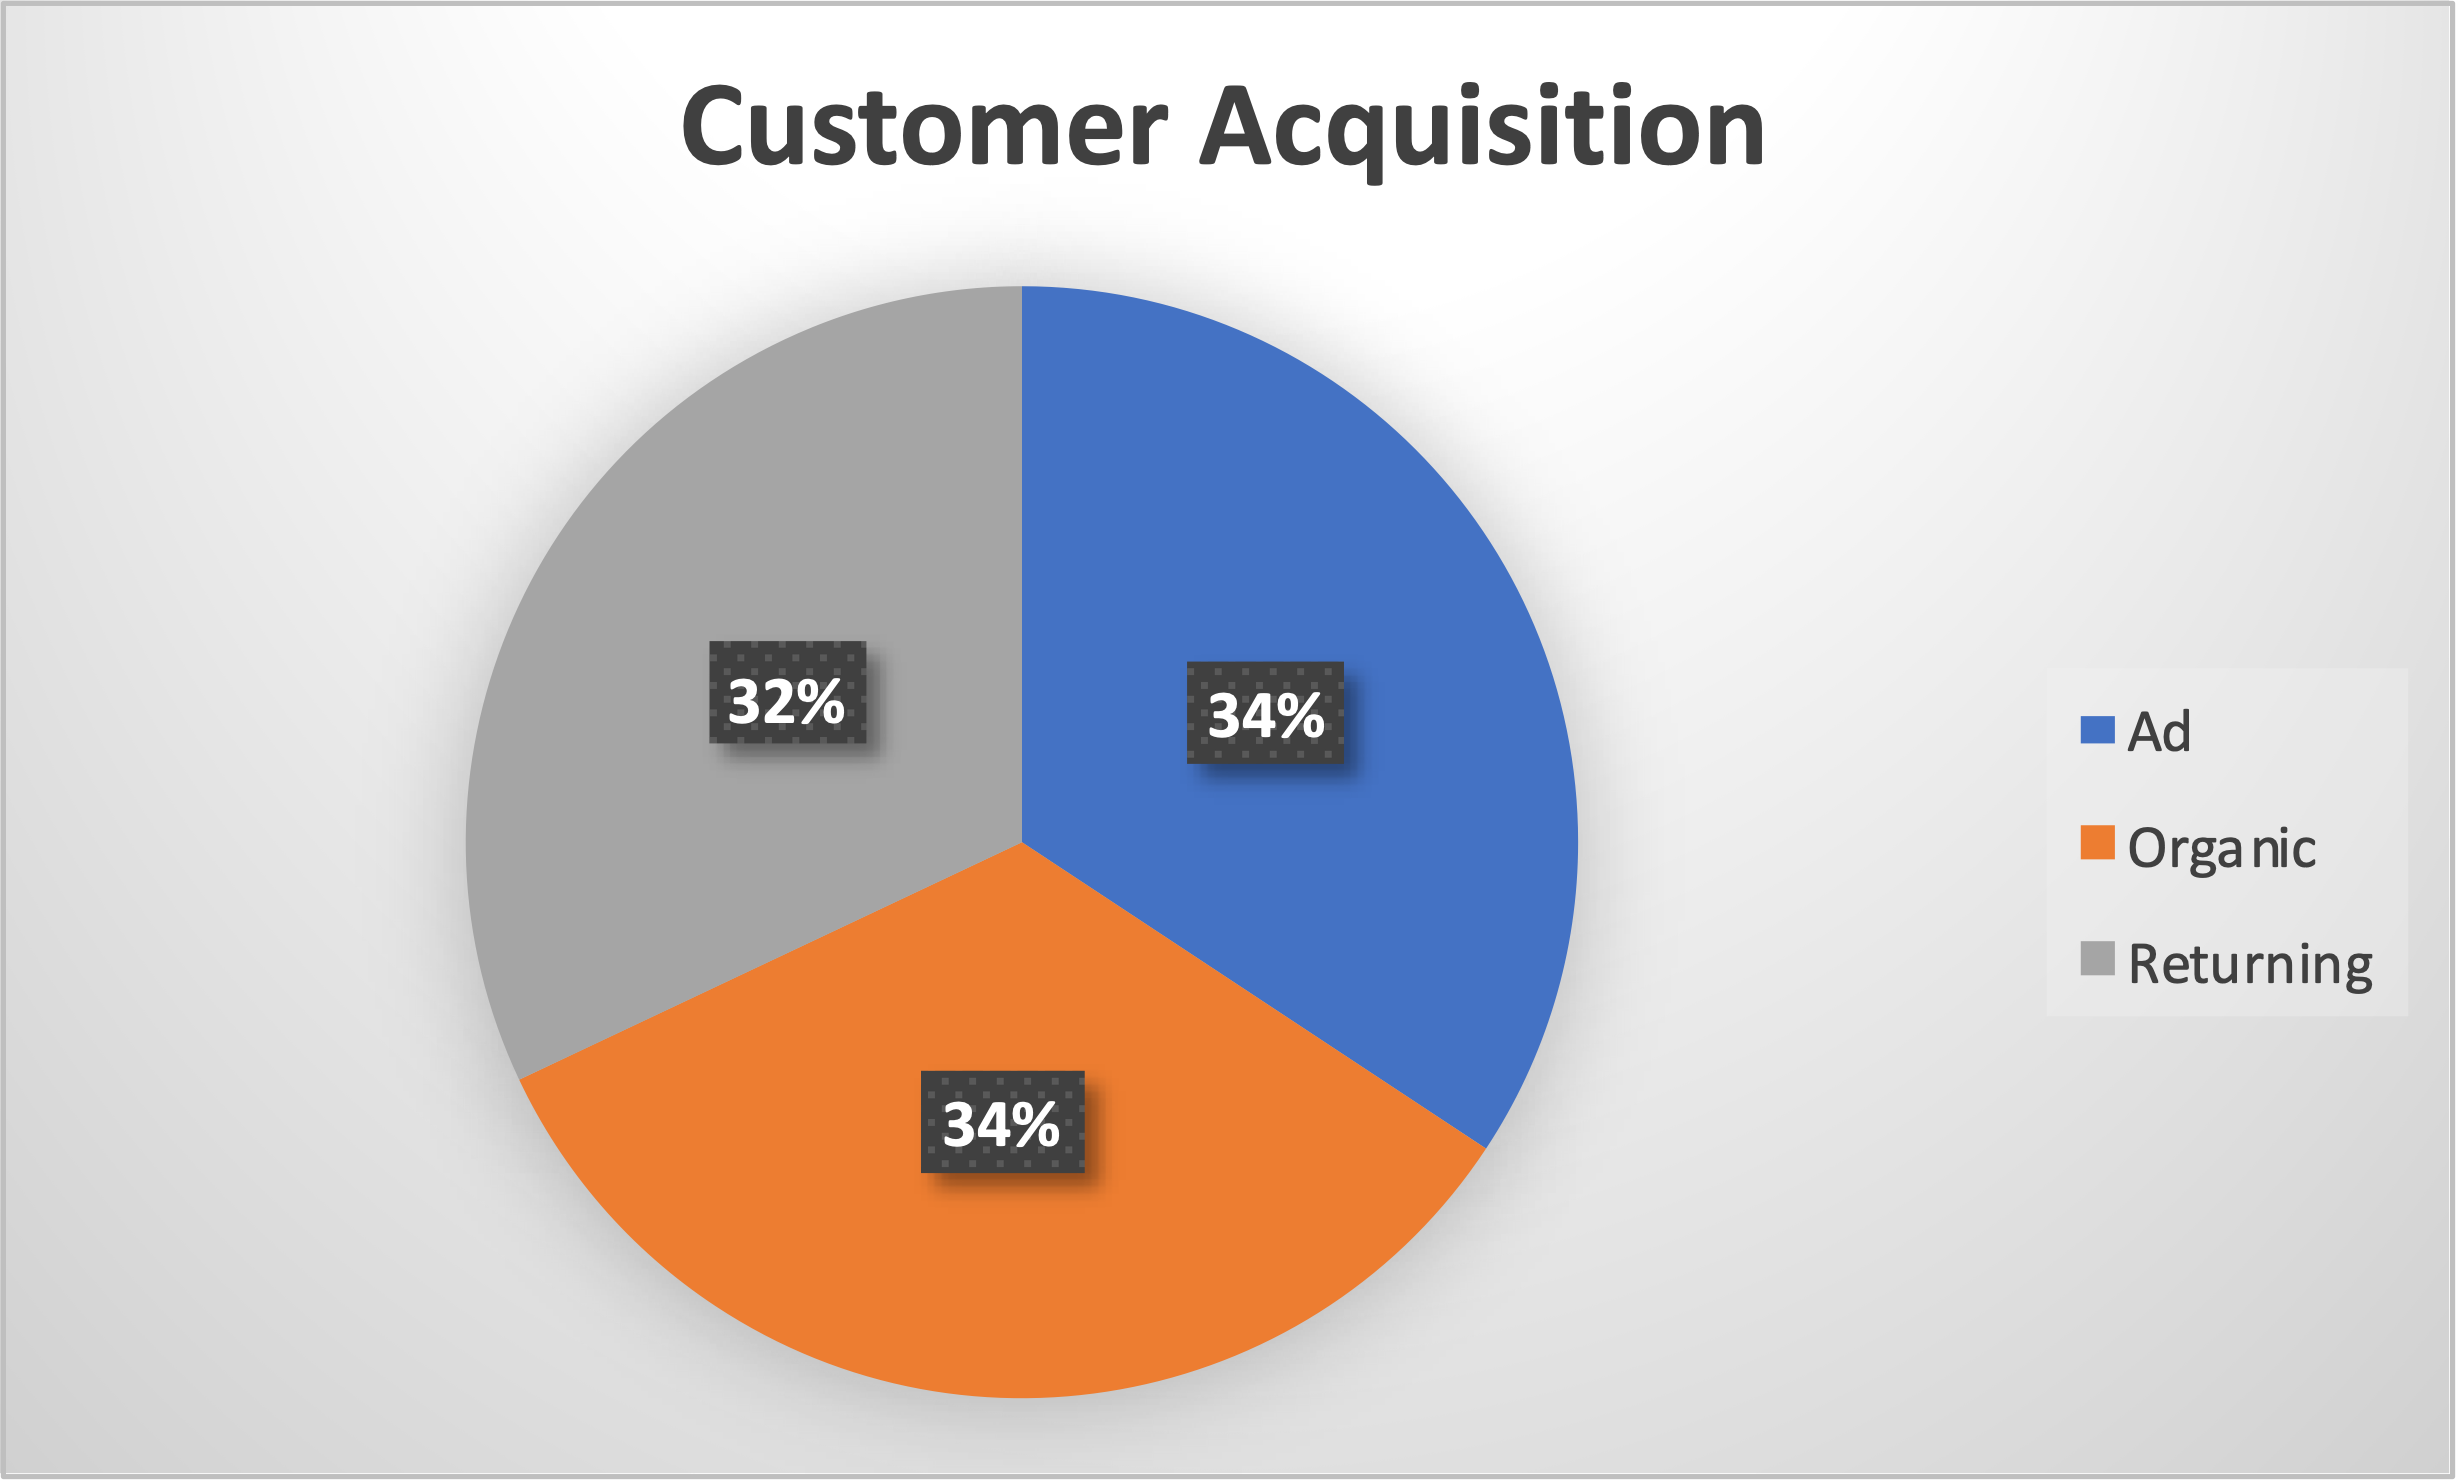 Customer Acquisition
32%
34%
34%
Ad
Organic
Returning